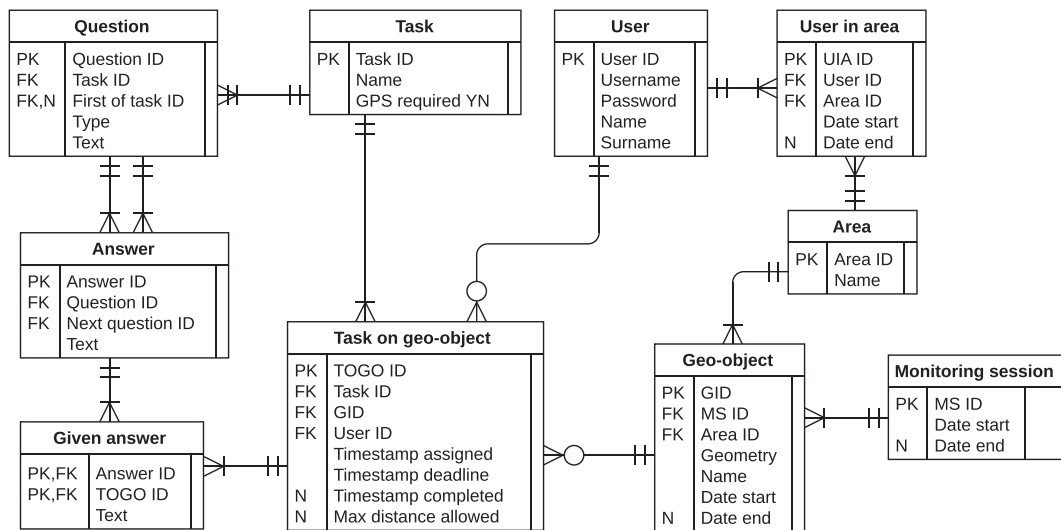 Question
PK Question ID
FK Task ID
FK,N First of task ID
Type
Text
Task
PK Task ID
Name
GPS required YN
User
PK User ID
Username
Password
Name
Surname
User in area
PK UIA ID
FK User ID
FK Area ID
Date start
N Date end
Answer
PK Answer ID
FK Question ID
FK Next question ID
Text
Area
PK Area ID
Name
Task on geo-object
PK TOGO ID
FK Task ID
FK GID
FK User ID
Timestamp assigned
Timestamp deadline
N Timestamp completed
N Max distance allowed
Geo-object
PK GID
FK MS ID
FK Area ID
Geometry
Name
Date start
N Date end
Monitoring session
PK MS ID
Date start
N Date end
Given answer
PK,FK Answer ID
PK,FK TOGO ID
Text